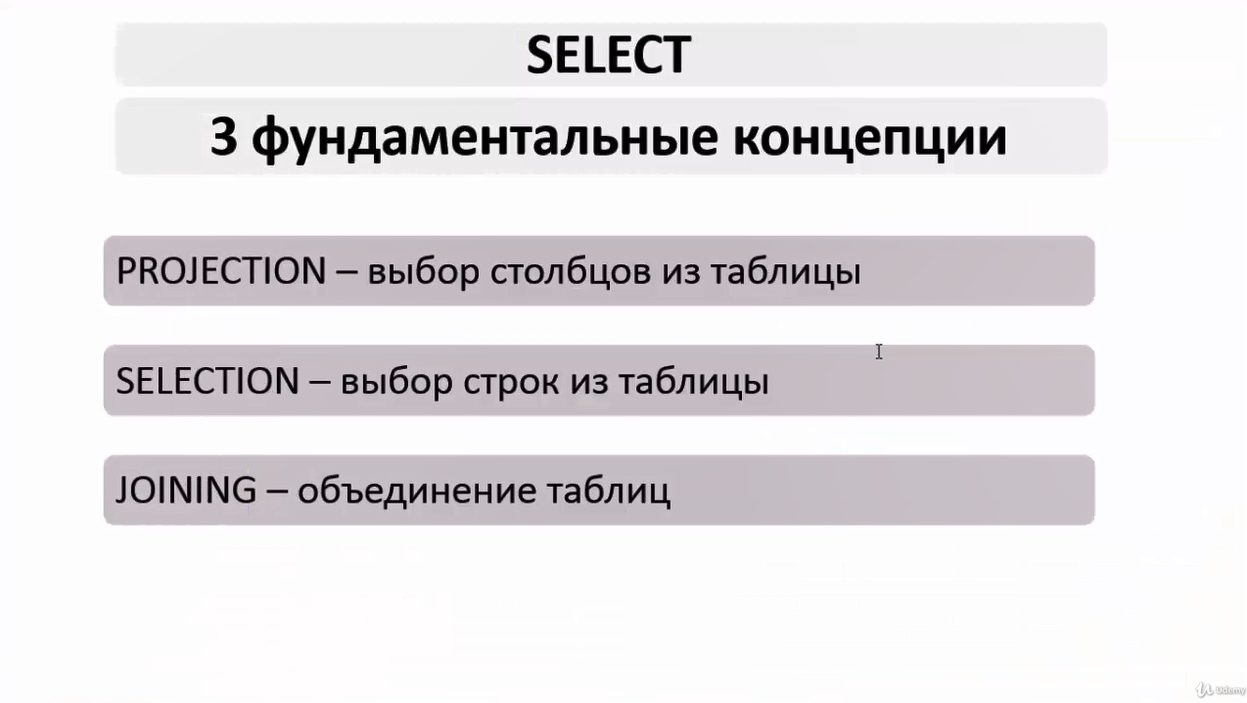 SELECT
3 фундаментальные концепции
PROJECTION – выбор столбцов из таблицы
SELECTION – выбор строк из таблицы
JOINING – объединение таблиц
Udemy